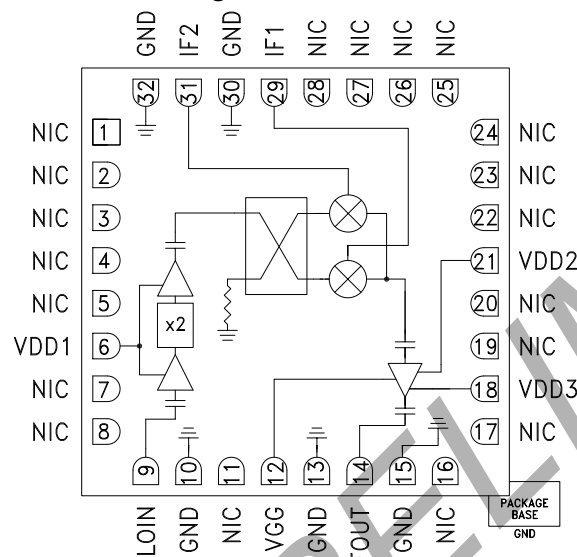 GND
IF2
GND
IF1
NIC
NIC
NIC
NIC
32
31
30
29
28
27
26
25
NIC 1
NIC 2
NIC 3
NIC 4
NIC 5
VDD1 6
NIC 7
NIC 8
24 NIC
23 NIC
22 NIC
21 VDD2
20 NIC
19 NIC
18 VDD3
17 NIC
x2
9
10
11
12
13
14
15
16
LOIN
GND
NIC
VGG
GND
GND
NIC
PACKAGE
BASE
GND